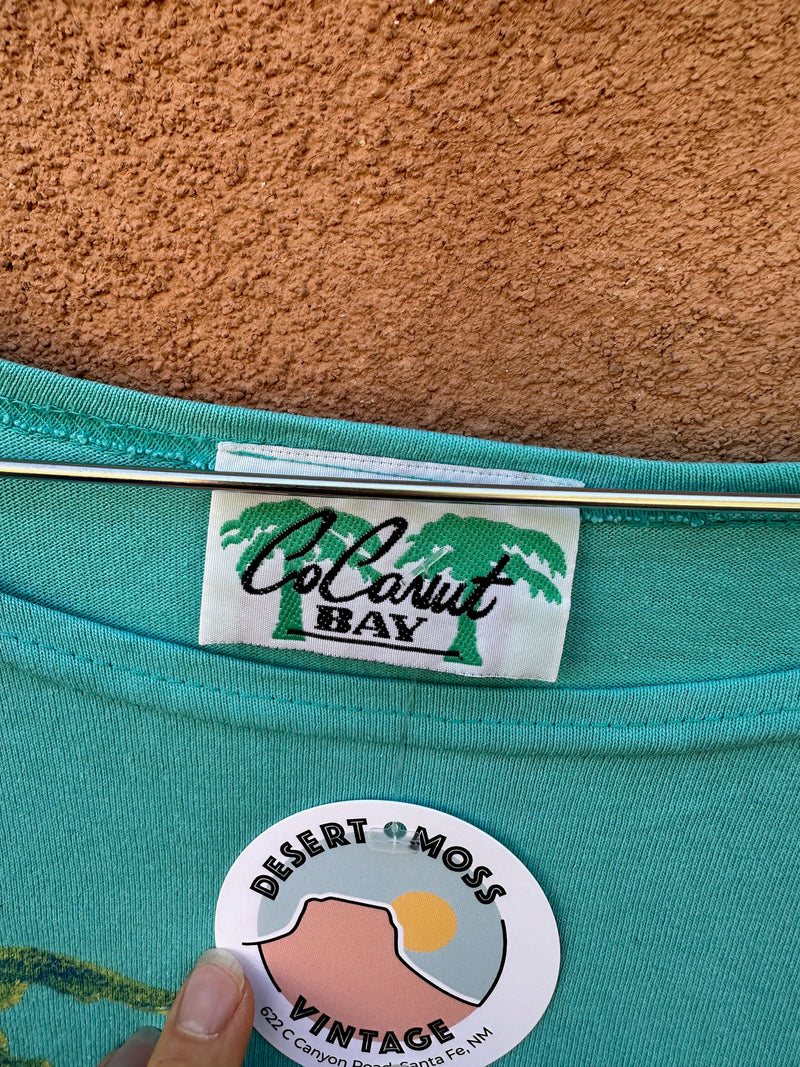 CoCanut
BAY
DESERT MOSS
VINTAGE
622 C Canyon Road, Santa Fe, NM